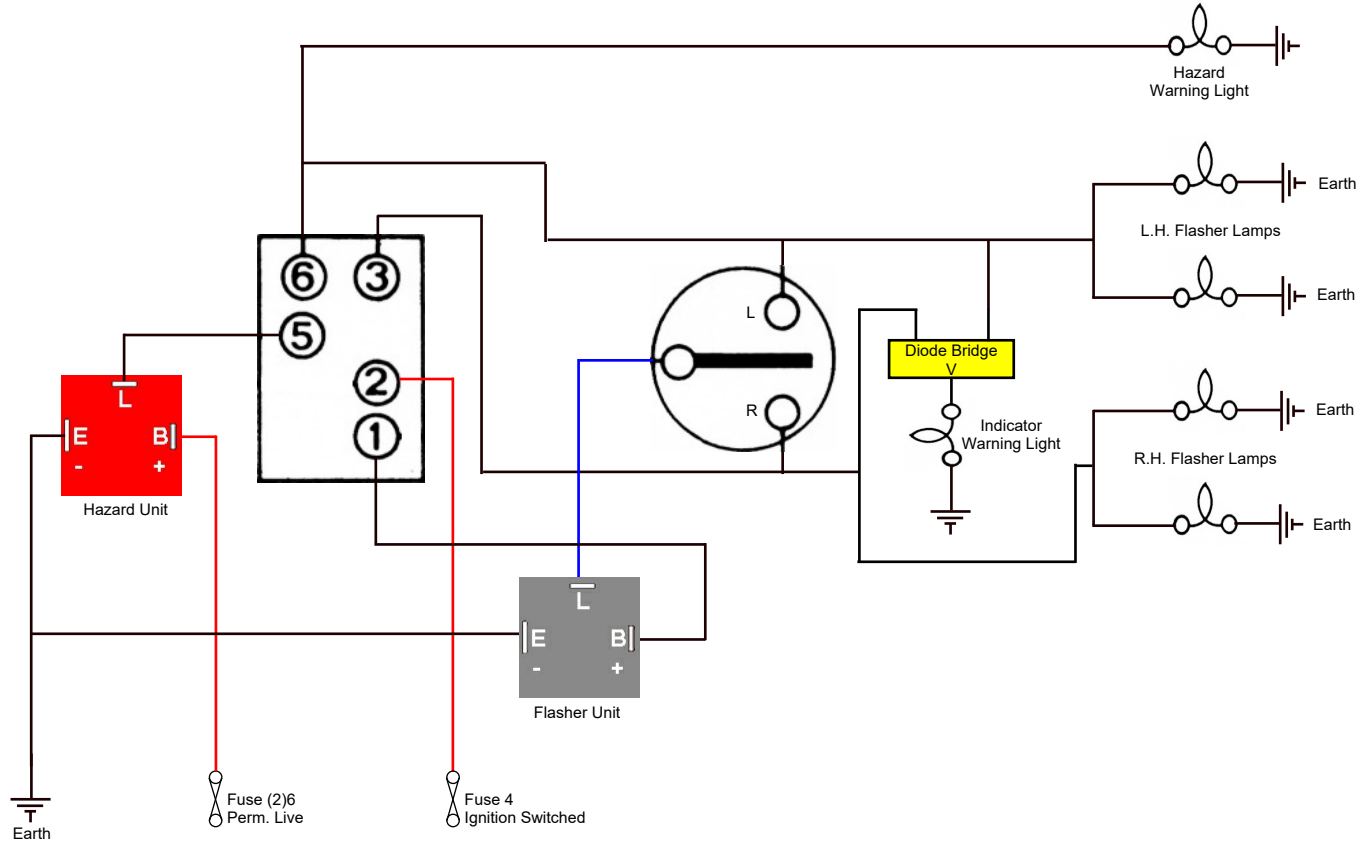 Hazard
Warning Light
Earth
L.H. Flasher Lamps
Earth
6
3
5
2
1
L
R
Diode Bridge
V
Indicator
Warning Light
Earth
R.H. Flasher Lamps
Earth
L
E
B
-
+
Hazard Unit
L
E
B
-
+
Flasher Unit
Fuse (2)6
Perm. Live
Fuse 4
Ignition Switched
Earth